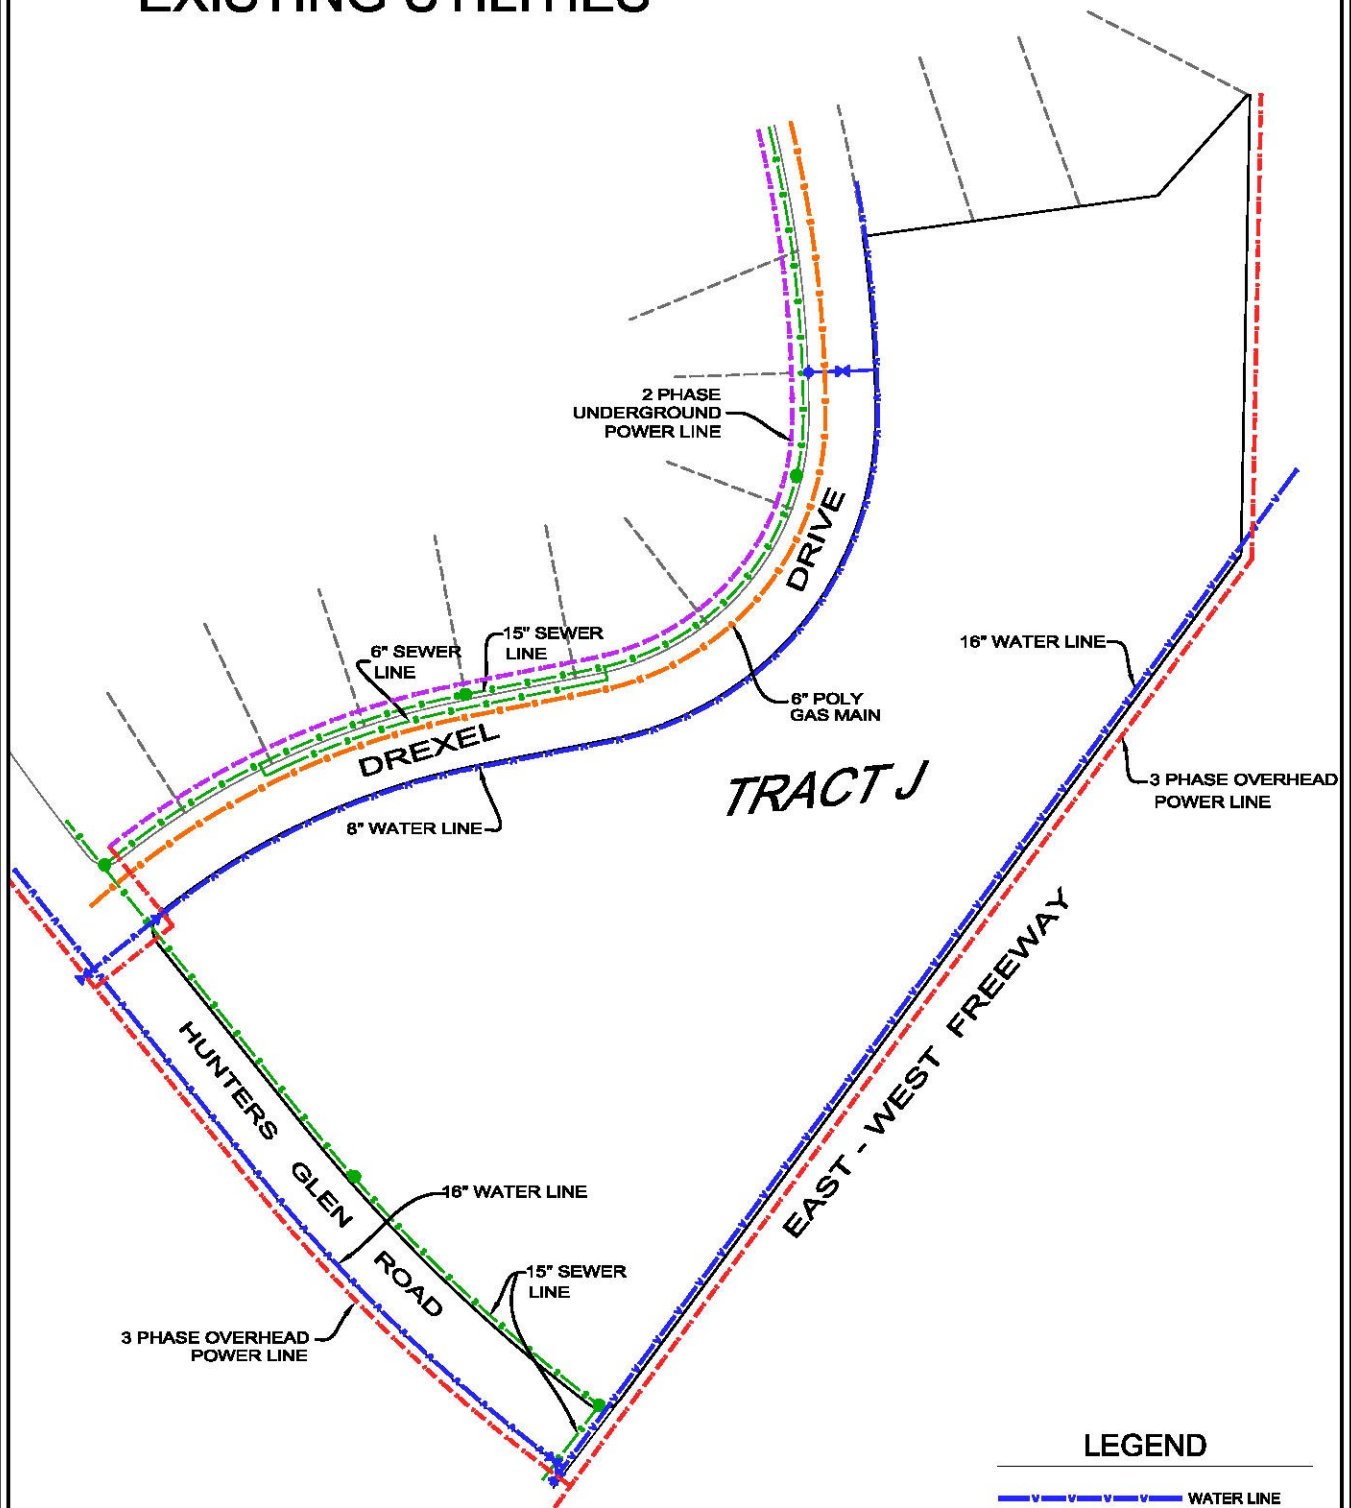 EXISTING UTILITIES
2 PHASE
UNDERGROUND
POWER LINE
DRIVE
15" SEWER
LINE
6" SEWER
LINE
16" WATER LINE
6" POLY
GAS MAIN
DREXEL
TRACT J
3 PHASE OVERHEAD
POWER LINE
8" WATER LINE
EAST - WEST FREEWAY
HUNTERS GLEN ROAD
16" WATER LINE
15" SEWER
LINE
3 PHASE OVERHEAD
POWER LINE
LEGEND
WATER LINE